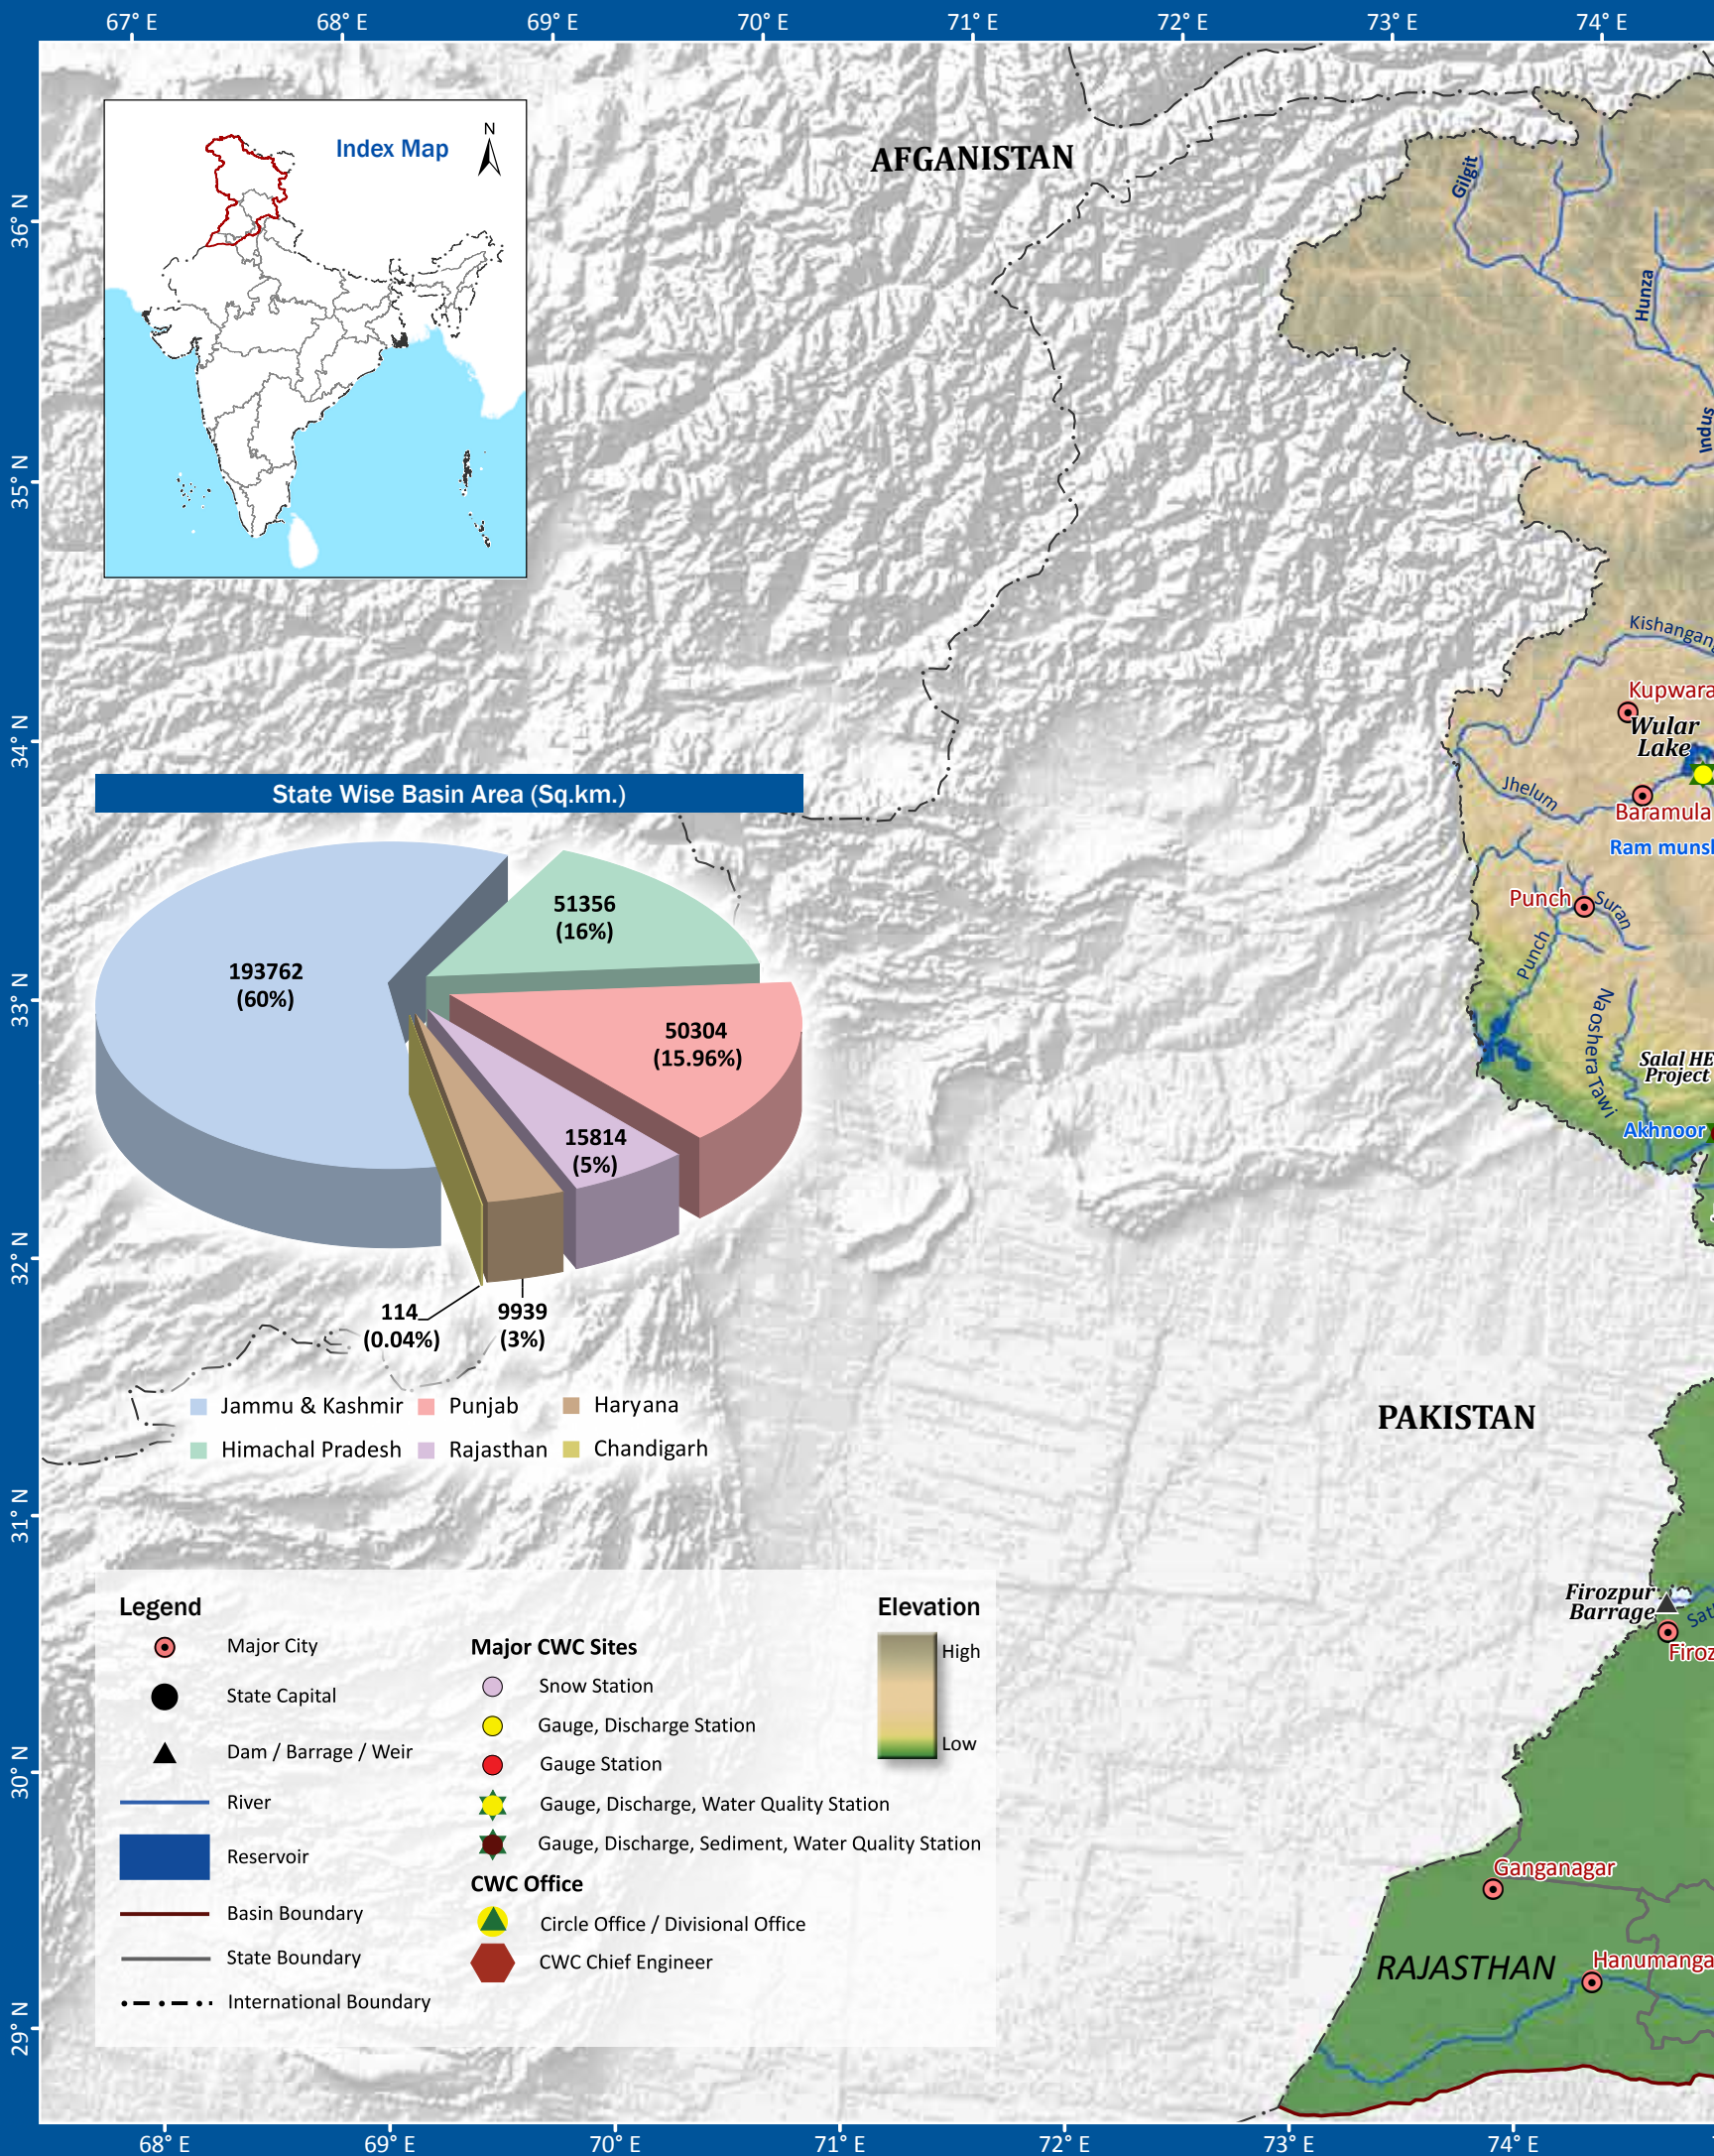 67° E
68° E
69° E
70° E
71° E
72° E
73° E
74° E
36° N
35° N
34° N
33° N
32° N
31° N
30° N
29° N
Index Map
N
AFGANISTAN
Gilgit
Hunza
Indus
Kupwara
Wular
Lake
Jhelum
Baramula
Punch
Suran
Punch
Naoshera Tawi
Salal HE
Project
Akhnoor
State Wise Basin Area (Sq.km.)
51356
(16%)
193762
(60%)
50304
(15.96%)
15814
(5%)
114
(0.04%)
9939
(3%)
Jammu & Kashmir
Punjab
Haryana
Himachal Pradesh
Rajasthan
Chandigarh
PAKISTAN
Firozpur
Barrage
Ganganagar
RAJASTHAN
Legend
Major City
State Capital
Dam / Barrage / Weir
River
Reservoir
Basin Boundary
State Boundary
International Boundary
Major CWC Sites
Snow Station
Gauge, Discharge Station
Gauge Station
Gauge, Discharge, Water Quality Station
Gauge, Discharge, Sediment, Water Quality Station
CWC Office
Circle Office / Divisional Office
CWC Chief Engineer
Elevation
High
Low
68° E
69° E
70° E
71° E
72° E
73° E
74° E